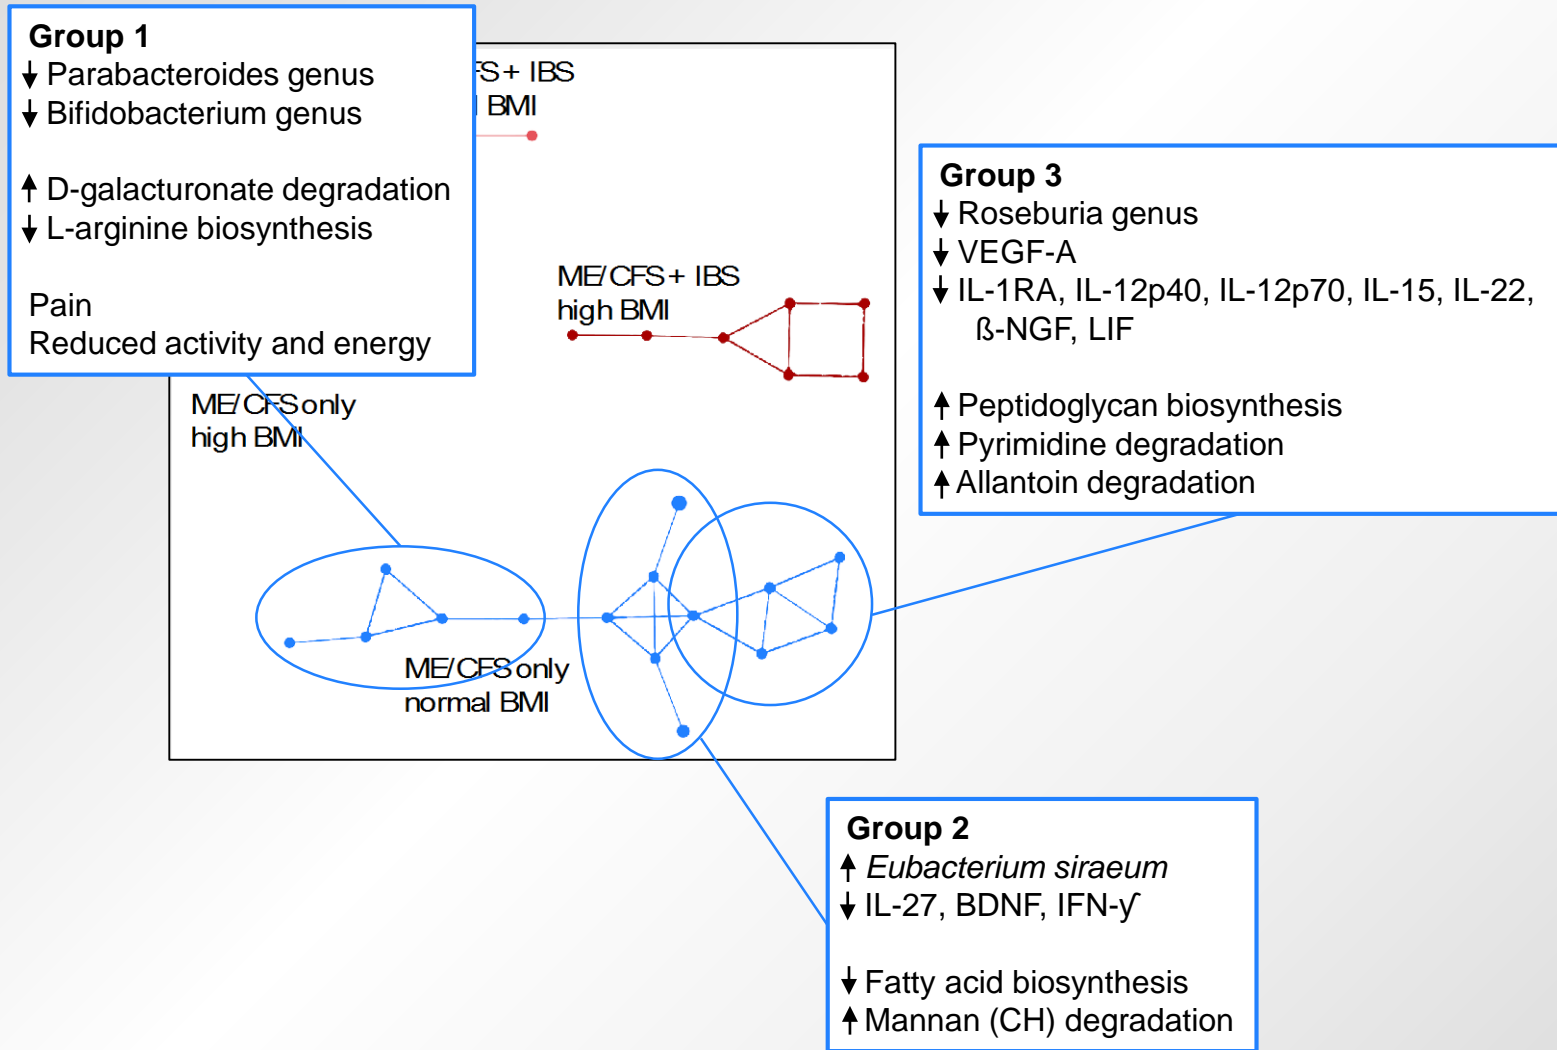 Group 1
↓ Parabacteroides genus
↓ Bifidobacterium genus
↑ D-galacturonate degradation
↓ L-arginine biosynthesis
Pain
Reduced activity and energy
FS + IBS
BMI
ME/CFS + IBS
high BMI
Group 3
↓ Roseburia genus
↓ VEGF-A
↓ IL-1RA, IL-12p40, IL-12p70, IL-15, IL-22,
ß-NGF, LIF
↑ Peptidoglycan biosynthesis
↑ Pyrimidine degradation
↑ Allantoin degradation
ME/CFS only
high BMI
ME/CFS only
normal BMI
Group 2
↑ Eubacterium siraeum
↓ IL-27, BDNF, IFN-ƴ
↓ Fatty acid biosynthesis
↑ Mannan (CH) degradation